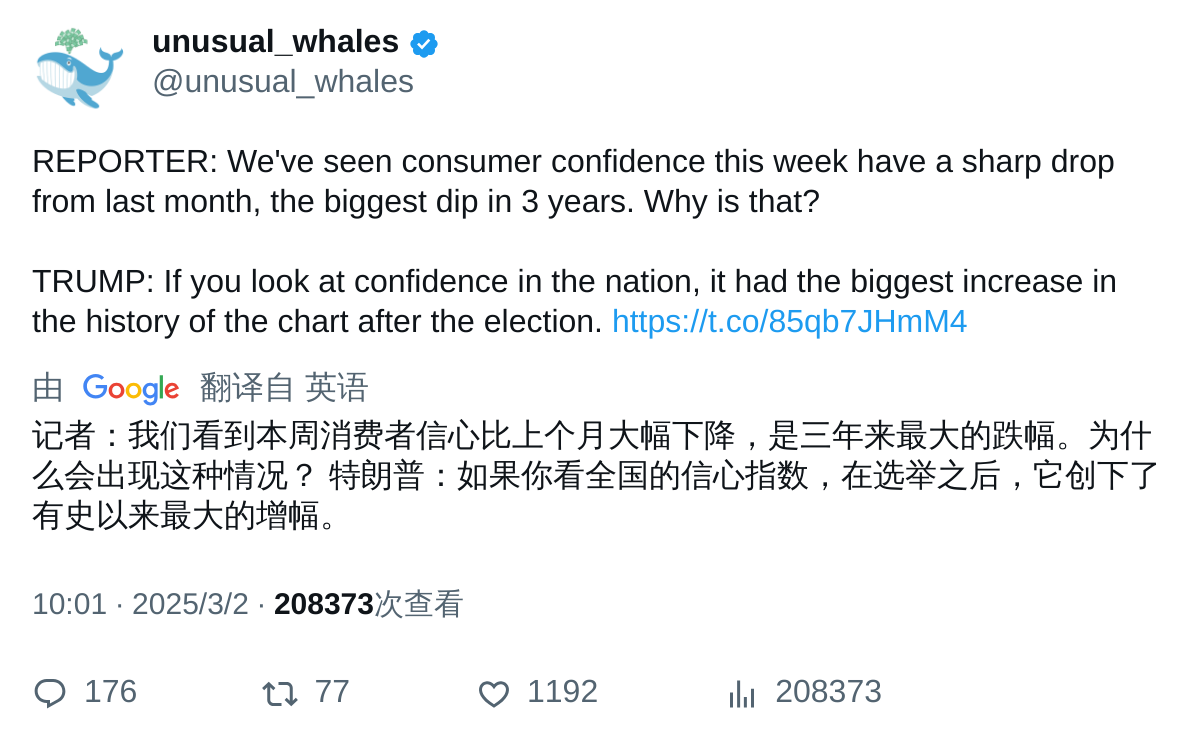 unusual_whales
@unusual_whales
REPORTER: We've seen consumer confidence this week have a sharp drop
from last month, the biggest dip in 3 years. Why is that?
TRUMP: If you look at confidence in the nation, it had the biggest increase in
the history of the chart after the election. https://t.co/85qb7JHmM4
由 Google 翻译自 英语
记者：我们看到本周消费者信心比上个月大幅下降，是三年来最大的跌幅。为什
么会出现这种情况？ 特朗普：如果你看全国的信心指数，在选举之后，它创下了
有史以来最大的增幅。
10:01 · 2025/3/2 · 208373次查看
176 77 1192 208373